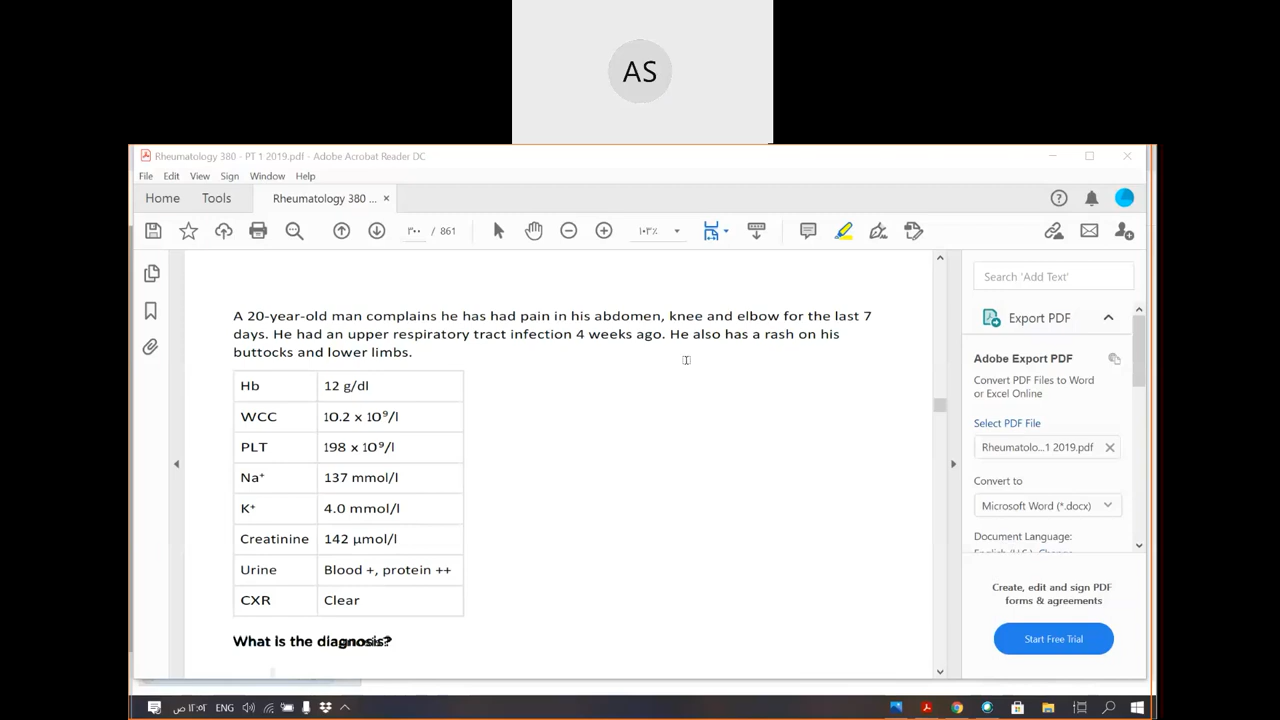 AS
Rheumatology 380 - PT 1 2019.pdf - Adobe Acrobat Reader DC
File Edit View Sign Window Help
Home Tools Rheumatology 380 ... ×
٣٠٠ / 861 ١٠٣٪
Search 'Add Text'
A 20-year-old man complains he has had pain in his abdomen, knee and elbow for the last 7
days. He had an upper respiratory tract infection 4 weeks ago. He also has a rash on his
buttocks and lower limbs.
Hb 12 g/dl
WCC 10.2 x 10⁹/l
PLT 198 x 10⁹/l
Na⁺ 137 mmol/l
K⁺ 4.0 mmol/l
Creatinine 142 µmol/l
Urine Blood +, protein ++
CXR Clear
What is the diagnosis?
Export PDF
Adobe Export PDF
Convert PDF Files to Word
or Excel Online
Select PDF File
Rheumatolo...1 2019.pdf
Convert to
Microsoft Word (*.docx)
Document Language:
Create, edit and sign PDF
forms & agreements
Start Free Trial
ص ١٢:٥٢ ENG